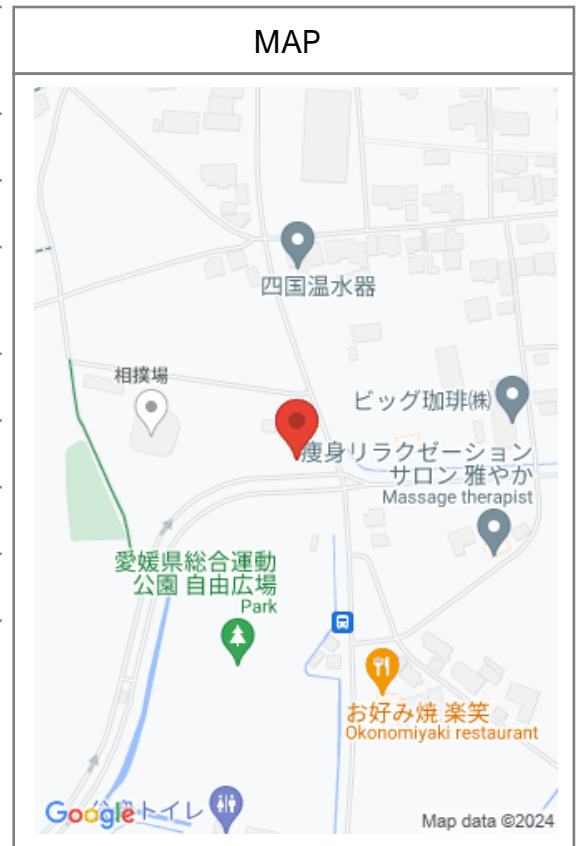 MAP
四国温水器
相撲場
ビッグ珈琲㈱
痩身リラクゼーション
サロン 雅やか
Massage therapist
愛媛県総合運動
公園 自由広場
Park
お好み焼 楽笑
Okonomiyaki restaurant
トイレ
Google
Map data ©2024